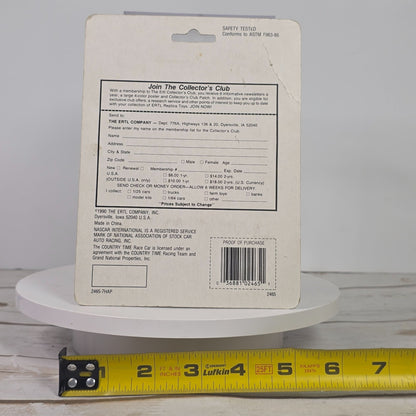 SAFETY TESTED
Conforms to ASTM F963-86
Join The Collector's Club
With a membership to The Ertl Collector's Club, you receive 6 informative newsletters a
year, a large 4-color poster and Collector's Club Patch. In addition, you are eligible for
exclusive club offers, a research service and other points of interest to keep you up to date
with your collection of ERTL Replica Toys. JOIN NOW!
Send to:
THE ERTL COMPANY — Dept. 776A, Highways 136 & 20, Dyersville, IA 52040
Please enter my name on the membership list for the Collector's Club.
Name
Address
City & State
Zip Code □ Male □ Female Age
New □ Renewal □ Membership # Exp. Date
U.S.A. □ $8.00 1-yr. □ $14.00 2-yrs.
(OUTSIDE U.S.A. only) □ $10.00 1-yr. □ $18.00 2-yrs. (U.S. Currency)
SEND CHECK OR MONEY ORDER—ALLOW 6 WEEKS FOR DELIVERY
I collect: □ 1/25 cars □ trucks □ farm toys □ banks
□ model kits □ 1/64 cars □ other
"Prices Subject to Change"
©1990 THE ERTL COMPANY, INC.
Dyersville, Iowa 52040 U.S.A.
Made in China
NASCAR INTERNATIONAL IS A REGISTERED SERVICE
MARK OF NATIONAL ASSOCIATION OF STOCK CAR
AUTO RACING, INC.
The COUNTRY TIME Race Car is licensed under an
agreement with the COUNTRY TIME Racing Team and
Grand National Properties, Inc.
PROOF OF PURCHASE
0 36881 02465 9
2465-7HAP
2465
1 2 3 4 5 6 7
FT & IN
INCHES
Lufkin
25FT